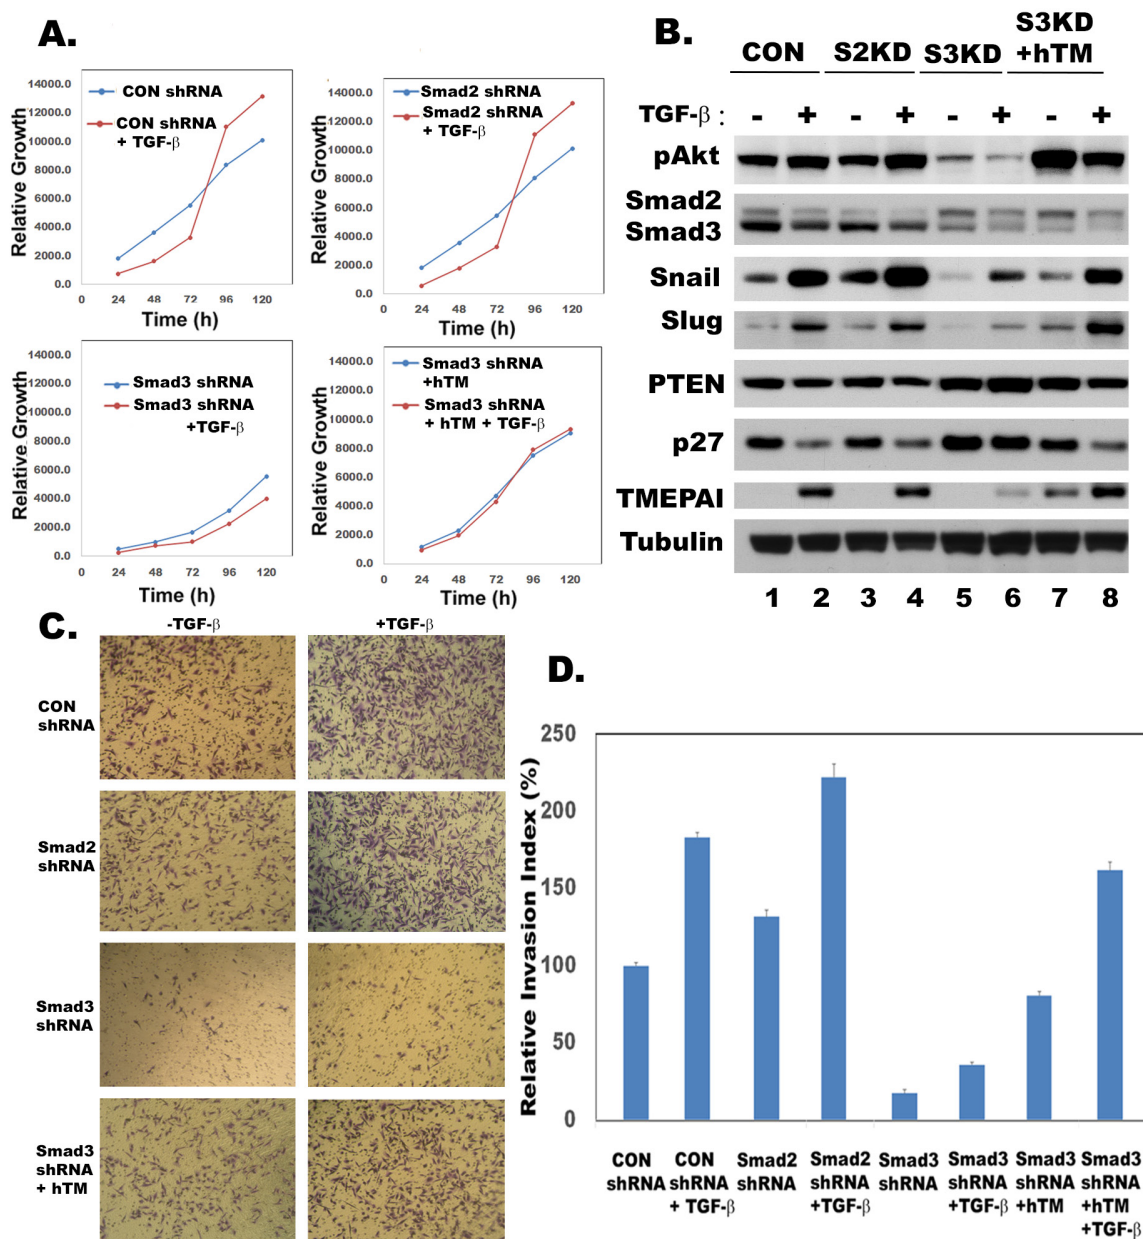 A.
14000.0
12000.0
10000.0
8000.0
6000.0
4000.0
2000.0
0.0
Relative Growth
CON shRNA
CON shRNA
+ TGF-β
0 24 48 72 96 120
Time (h)
14000.0
12000.0
10000.0
8000.0
6000.0
4000.0
2000.0
0.0
Relative Growth
Smad2 shRNA
Smad2 shRNA
+ TGF-β
0 24 48 72 96 120
Time (h)
14000.0
12000.0
10000.0
8000.0
6000.0
4000.0
2000.0
0.0
Relative Growth
Smad3 shRNA
Smad3 shRNA
+TGF-β
0 24 48 72 96 120
Time (h)
14000.0
12000.0
10000.0
8000.0
6000.0
4000.0
2000.0
0.0
Relative Growth
Smad3 shRNA
+hTM
Smad3 shRNA
+ hTM + TGF-β
0 24 48 72 96 120
Time (h)
B.
CON S2KD S3KD S3KD
+hTM
TGF-β : - + - + - + - +
pAkt
Smad2
Smad3
Snail
Slug
PTEN
p27
TMEPAI
Tubulin
1 2 3 4 5 6 7 8
C.
-TGF-β +TGF-β
CON
shRNA
Smad2
shRNA
Smad3
shRNA
Smad3
shRNA
+ hTM
D.
250
200
150
100
50
0
Relative Invasion Index (%)
CON
shRNA
CON
shRNA
+ TGF-β
Smad2
shRNA
Smad2
shRNA
+TGF-β
Smad3
shRNA
Smad3
shRNA
+TGF-β
Smad3
shRNA
+hTM
Smad3
shRNA
+hTM
+TGF-β